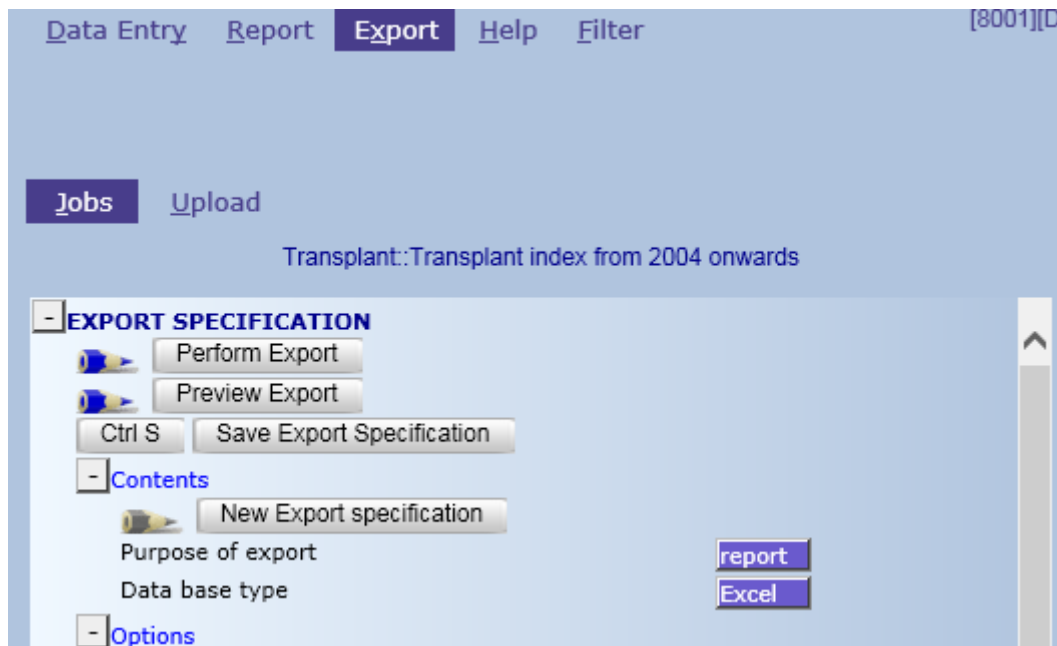 Data Entry Report Export Help Filter [8001][D
Jobs Upload
Transplant::Transplant index from 2004 onwards
- EXPORT SPECIFICATION
Perform Export
Preview Export
Ctrl S Save Export Specification
- Contents
New Export specification
Purpose of export report
Data base type Excel
- Options